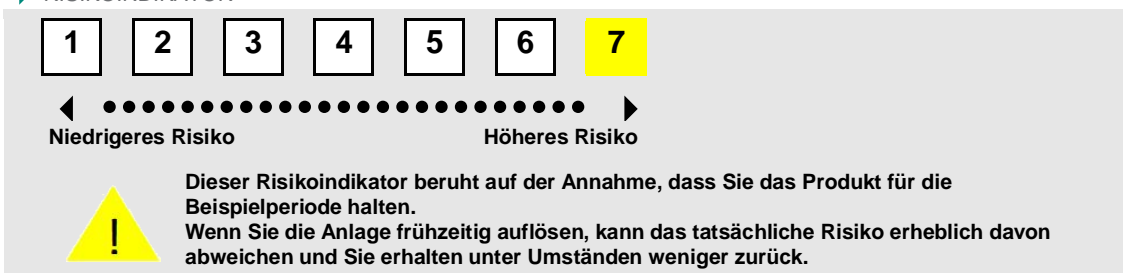 1 2 3 4 5 6 7
Niedrigeres Risiko Höheres Risiko
Dieser Risikoindikator beruht auf der Annahme, dass Sie das Produkt für die
Beispielperiode halten.
Wenn Sie die Anlage frühzeitig auflösen, kann das tatsächliche Risiko erheblich davon
abweichen und Sie erhalten unter Umständen weniger zurück.
!